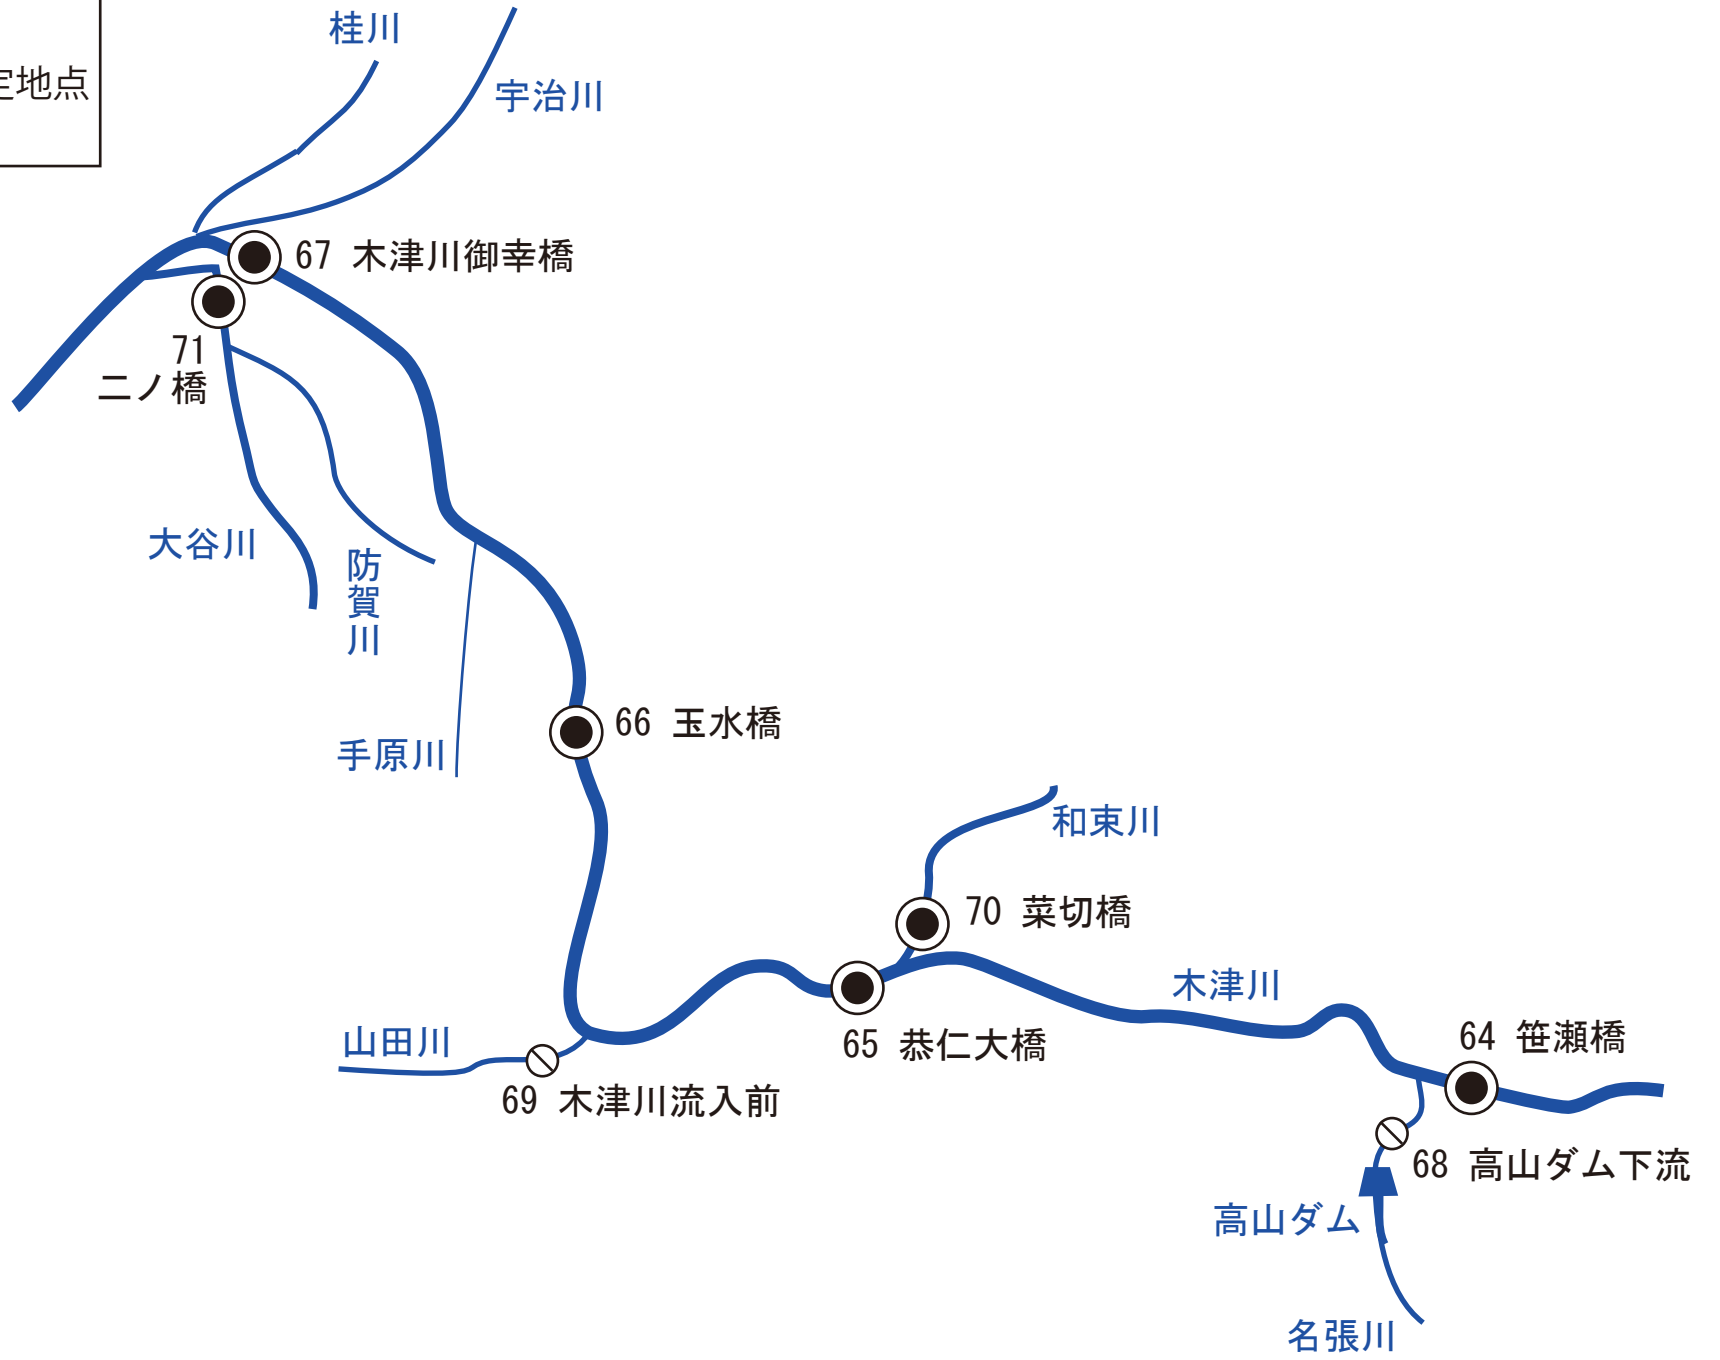 桂川
定地点
宇治川
67 木津川御幸橋
71
二ノ橋
大谷川
防賀川
手原川
66 玉水橋
和束川
70 菜切橋
木津川
山田川
69 木津川流入前
65 恭仁大橋
64 笹瀬橋
68 高山ダム下流
高山ダム
名張川